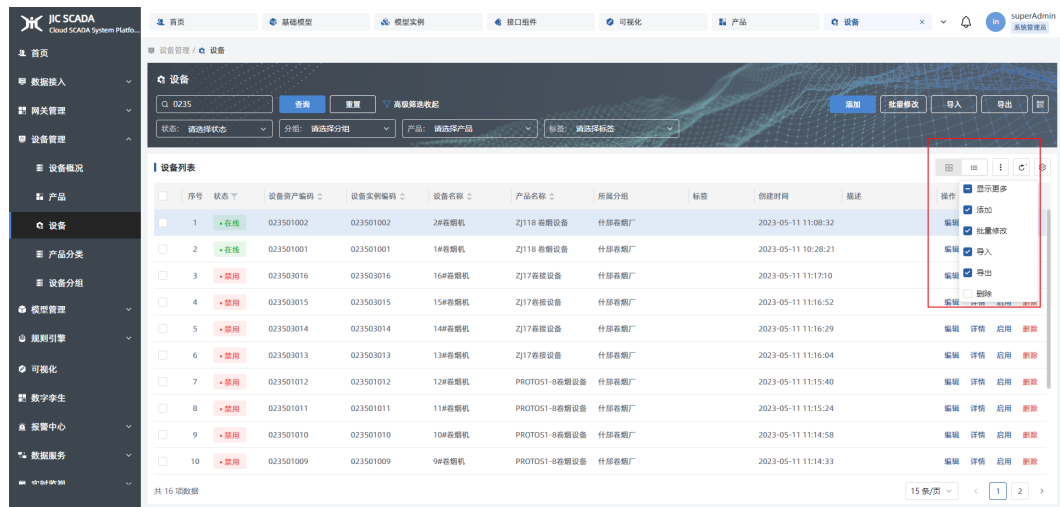 JIC SCADA
Cloud SCADA System Platfo...
首页
基础模型
模型实例
接口组件
可视化
产品
设备
×
in
superAdmin
系统管理员
首页
数据接入
网关管理
设备管理
设备概况
产品
设备
产品分类
设备分组
模型管理
规则引擎
可视化
数字孪生
报警中心
数据服务
实时监视
设备管理 / 设备
设备
0235
查询
重置
高级筛选收起
添加
批量修改
导入
导出
状态: 请选择状态
分组: 请选择分组
产品: 请选择产品
标签: 请选择标签
设备列表
序号 状态 设备资产编码 设备实例编码 设备名称 产品名称 所属分组 标签 创建时间 描述 操作
1 •在线 023501002 023501002 2#卷烟机 ZJ118 卷烟设备 什邡卷烟厂 2023-05-11 11:08:32 编辑
2 •在线 023501001 023501001 1#卷烟机 ZJ118 卷烟设备 什邡卷烟厂 2023-05-11 10:28:21 编辑
3 •禁用 023503016 023503016 16#卷烟机 ZJ17卷接设备 什邡卷烟厂 2023-05-11 11:17:10 编辑
4 •禁用 023503015 023503015 15#卷烟机 ZJ17卷接设备 什邡卷烟厂 2023-05-11 11:16:52 编辑 详情 启用 删除
5 •禁用 023503014 023503014 14#卷烟机 ZJ17卷接设备 什邡卷烟厂 2023-05-11 11:16:29 编辑 详情 启用 删除
6 •禁用 023503013 023503013 13#卷烟机 ZJ17卷接设备 什邡卷烟厂 2023-05-11 11:16:04 编辑 详情 启用 删除
7 •禁用 023501012 023501012 12#卷烟机 PROTOS1-8卷烟设备 什邡卷烟厂 2023-05-11 11:15:40 编辑 详情 启用 删除
8 •禁用 023501011 023501011 11#卷烟机 PROTOS1-8卷烟设备 什邡卷烟厂 2023-05-11 11:15:24 编辑 详情 启用 删除
9 •禁用 023501010 023501010 10#卷烟机 PROTOS1-8卷烟设备 什邡卷烟厂 2023-05-11 11:14:58 编辑 详情 启用 删除
10 •禁用 023501009 023501009 9#卷烟机 PROTOS1-8卷烟设备 什邡卷烟厂 2023-05-11 11:14:33 编辑 详情 启用 删除
显示更多
添加
批量修改
导入
导出
删除
共 16 项数据
15 条/页
1
2